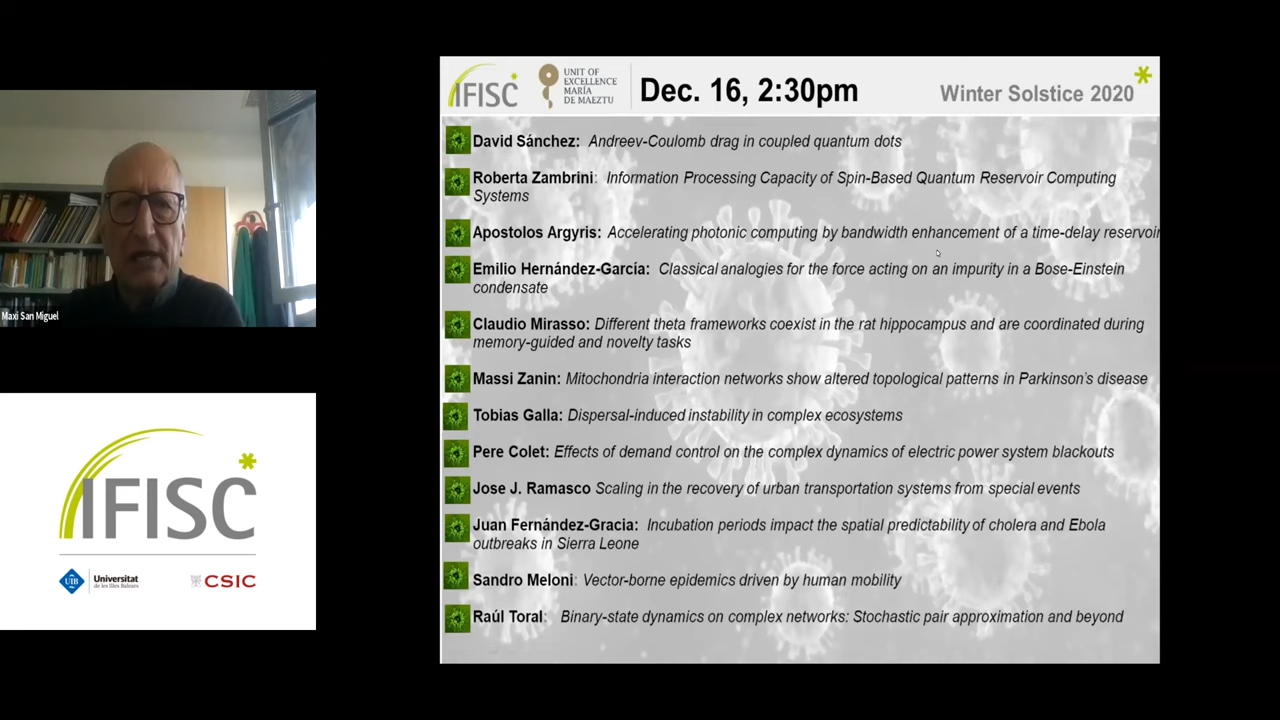 Maxi San Miguel
IFISC
UIB
Universitat
de les Illes Balears
CSIC
IFISC
UNIT OF
EXCELLENCE
MARÍA
DE MAEZTU
Dec. 16, 2:30pm
Winter Solstice 2020
David Sánchez: Andreev-Coulomb drag in coupled quantum dots
Roberta Zambrini: Information Processing Capacity of Spin-Based Quantum Reservoir Computing
Systems
Apostolos Argyris: Accelerating photonic computing by bandwidth enhancement of a time-delay reservoir
Emilio Hernández-García: Classical analogies for the force acting on an impurity in a Bose-Einstein
condensate
Claudio Mirasso: Different theta frameworks coexist in the rat hippocampus and are coordinated during
memory-guided and novelty tasks
Massi Zanin: Mitochondria interaction networks show altered topological patterns in Parkinson's disease
Tobias Galla: Dispersal-induced instability in complex ecosystems
Pere Colet: Effects of demand control on the complex dynamics of electric power system blackouts
Jose J. Ramasco Scaling in the recovery of urban transportation systems from special events
Juan Fernández-Gracia: Incubation periods impact the spatial predictability of cholera and Ebola
outbreaks in Sierra Leone
Sandro Meloni: Vector-borne epidemics driven by human mobility
Raúl Toral: Binary-state dynamics on complex networks: Stochastic pair approximation and beyond